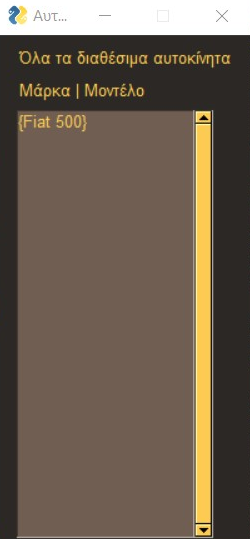 Αυτ...
Όλα τα διαθέσιμα αυτοκίνητα
Μάρκα | Μοντέλο
{Fiat 500}